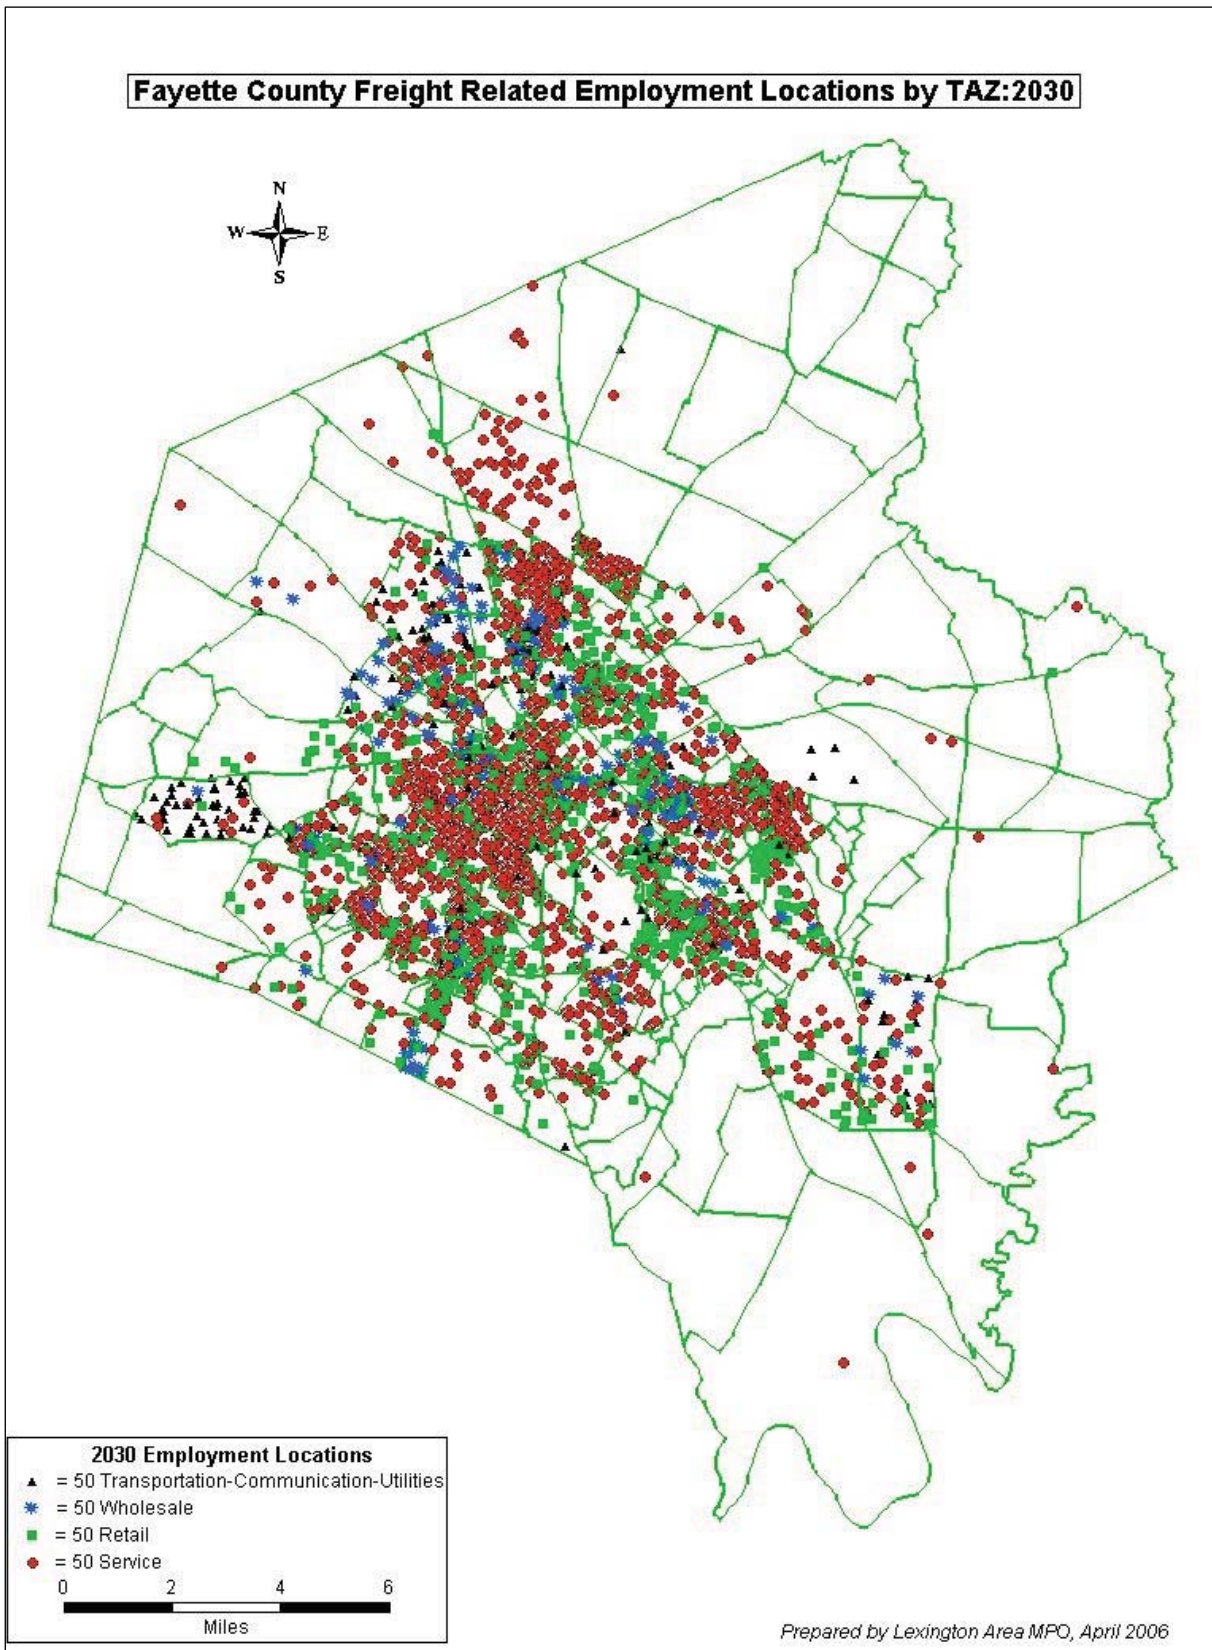 Fayette County Freight Related Employment Locations by TAZ:2030
N
W E
S
2030 Employment Locations
= 50 Transportation-Communication-Utilities
= 50 Wholesale
= 50 Retail
= 50 Service
0 2 4 6
Miles
Prepared by Lexington Area MPO, April 2006